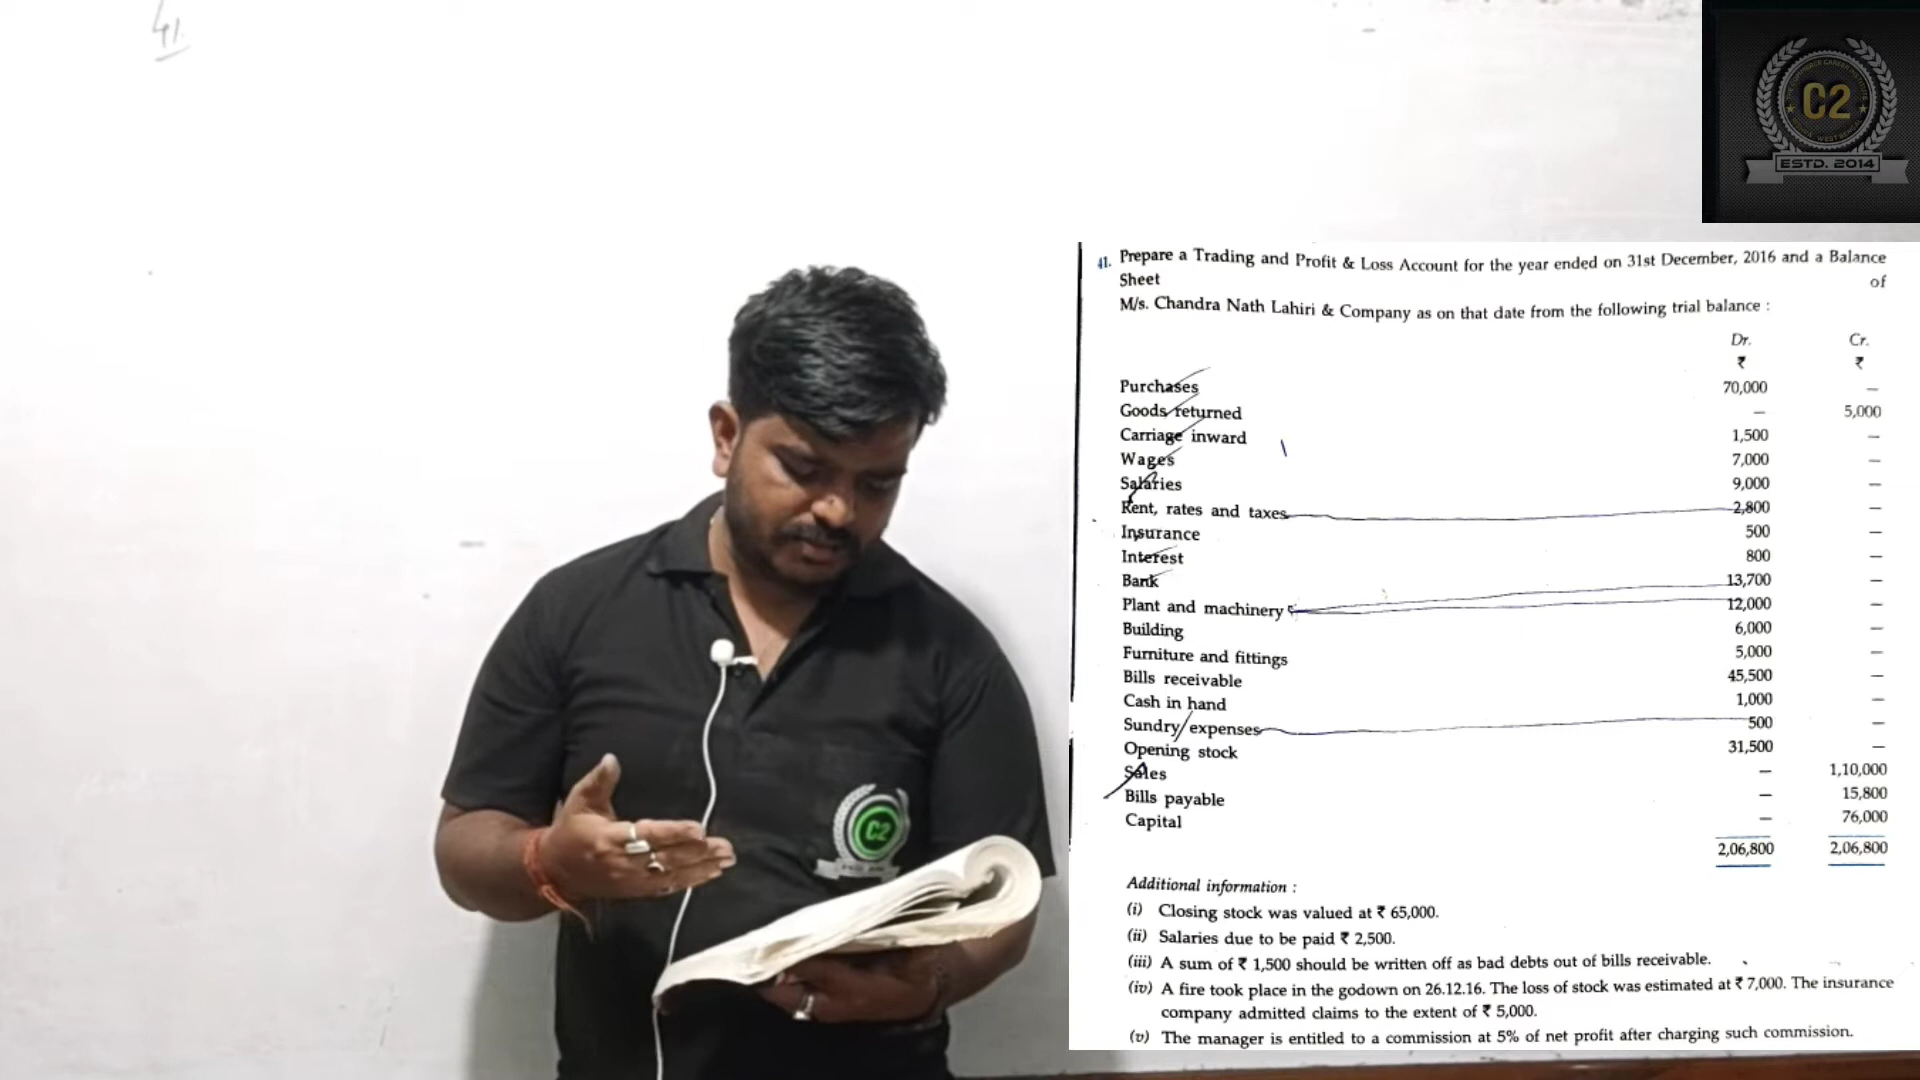 41.
C2
ESTD. 2014
41. Prepare a Trading and Profit & Loss Account for the year ended on 31st December, 2016 and a Balance Sheet of
M/s. Chandra Nath Lahiri & Company as on that date from the following trial balance :
Dr. Cr.
₹ ₹
Purchases 70,000 —
Goods returned — 5,000
Carriage inward 1,500 —
Wages 7,000 —
Salaries 9,000 —
Rent, rates and taxes 2,800 —
Insurance 500 —
Interest 800 —
Bank 13,700 —
Plant and machinery 12,000 —
Building 6,000 —
Furniture and fittings 5,000 —
Bills receivable 45,500 —
Cash in hand 1,000 —
Sundry expenses 500 —
Opening stock 31,500 —
Sales — 1,10,000
Bills payable — 15,800
Capital — 76,000
2,06,800 2,06,800
Additional information :
(i) Closing stock was valued at ₹ 65,000.
(ii) Salaries due to be paid ₹ 2,500.
(iii) A sum of ₹ 1,500 should be written off as bad debts out of bills receivable.
(iv) A fire took place in the godown on 26.12.16. The loss of stock was estimated at ₹ 7,000. The insurance
company admitted claims to the extent of ₹ 5,000.
(v) The manager is entitled to a commission at 5% of net profit after charging such commission.
C2